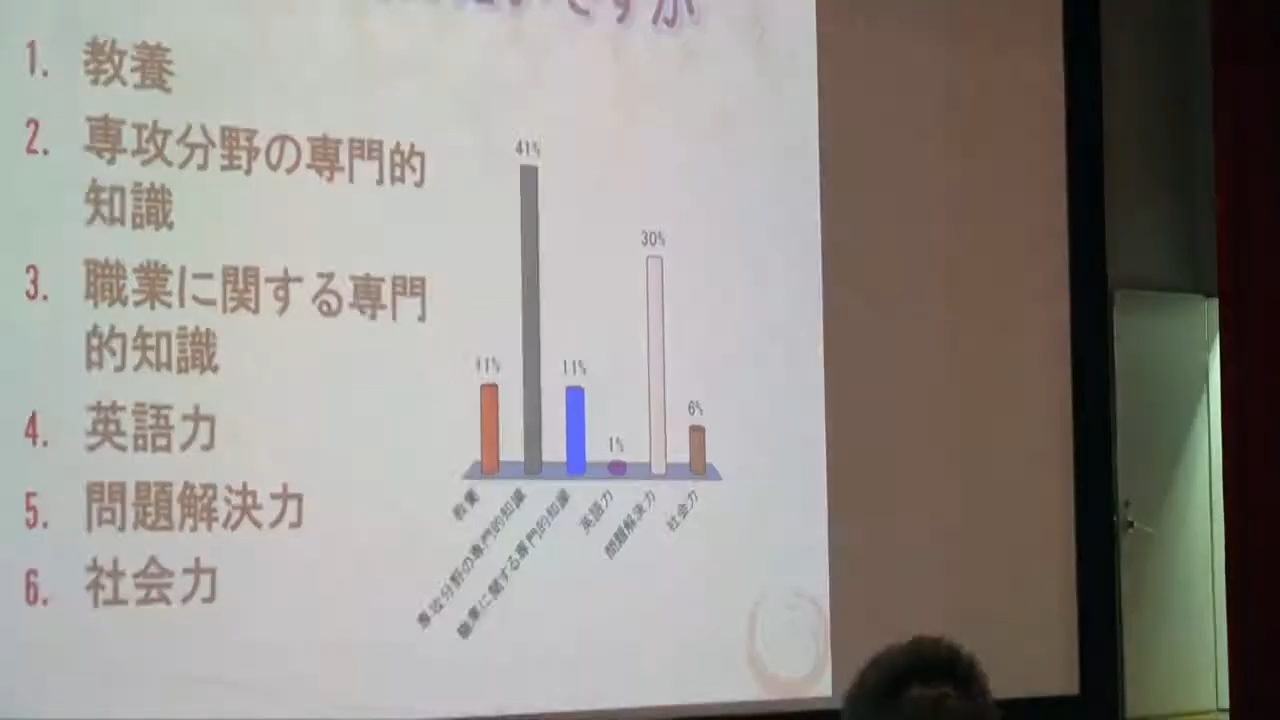 ですか
1. 教養
2. 専攻分野の専門的
知識
3. 職業に関する専門
的知識
4. 英語力
5. 問題解決力
6. 社会力
11%
41%
11%
1%
30%
6%
教養
専攻分野の専門的知識
職業に関する専門的知識
英語力
問題解決力
社会力